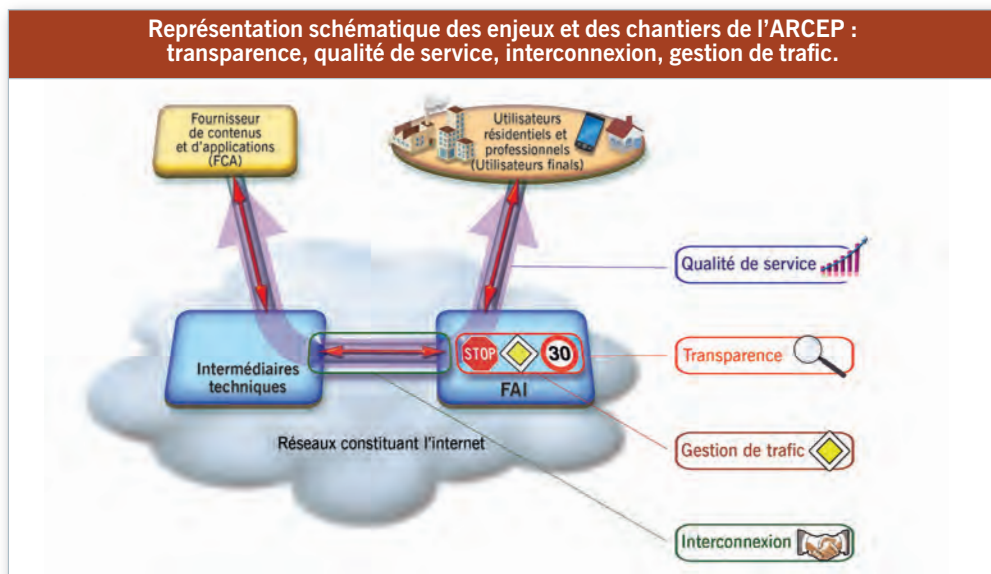 Représentation schématique des enjeux et des chantiers de l'ARCEP :
transparence, qualité de service, interconnexion, gestion de trafic.
Fournisseur
de contenus
et d'applications
(FCA)
Utilisateurs
résidentiels et
professionnels
(Utilisateurs finals)
Qualité de service
Intermédiaires
techniques
STOP
30
FAI
Transparence
Réseaux constituant l'internet
Gestion de trafic
Interconnexion